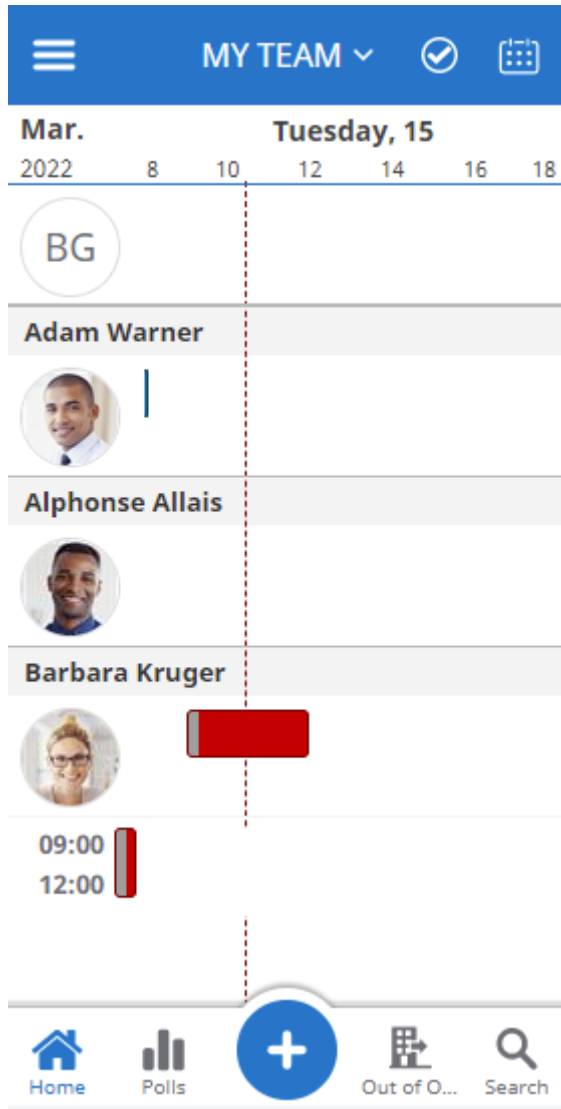 MY TEAM
Mar. Tuesday, 15
2022 8 10 12 14 16 18
BG
Adam Warner
Alphonse Allais
Barbara Kruger
09:00
12:00
Home Polls + Out of O... Search